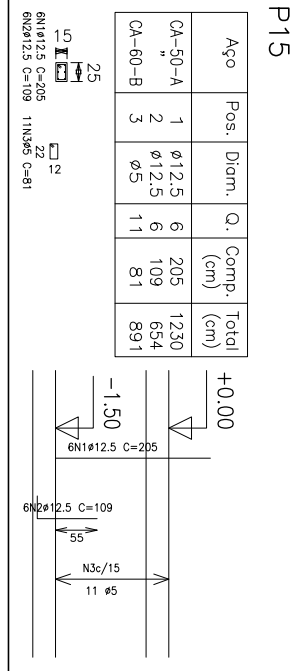 P15
Aço Pos. Diam. Q. Comp. (cm) Total (cm)
CA-50-A 1 ø12.5 6 205 1230
" 2 ø12.5 6 109 654
CA-60-B 3 ø5 11 81 891
25
15
6N1ø12.5 C=205
6N2ø12.5 C=109
12
22
11N3ø5 C=81
+0.00
-1.50
6N1ø12.5 C=205
6N2ø12.5 C=109
55
N3c/15
11 ø5